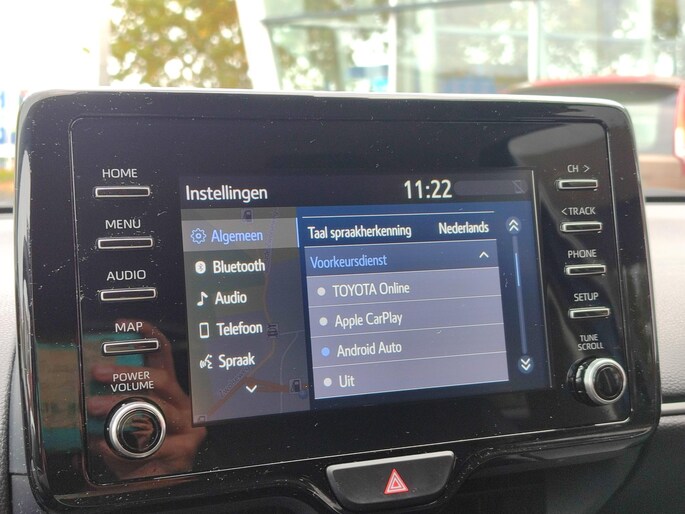 HOME
MENU
AUDIO
MAP
POWER
VOLUME
Instellingen
11:22
Algemeen
Bluetooth
Audio
Telefoon
Spraak
Taal spraakherkenning Nederlands
Voorkeursdienst
TOYOTA Online
Apple CarPlay
Android Auto
Uit
CH >
< TRACK
PHONE
SETUP
TUNE
SCROLL